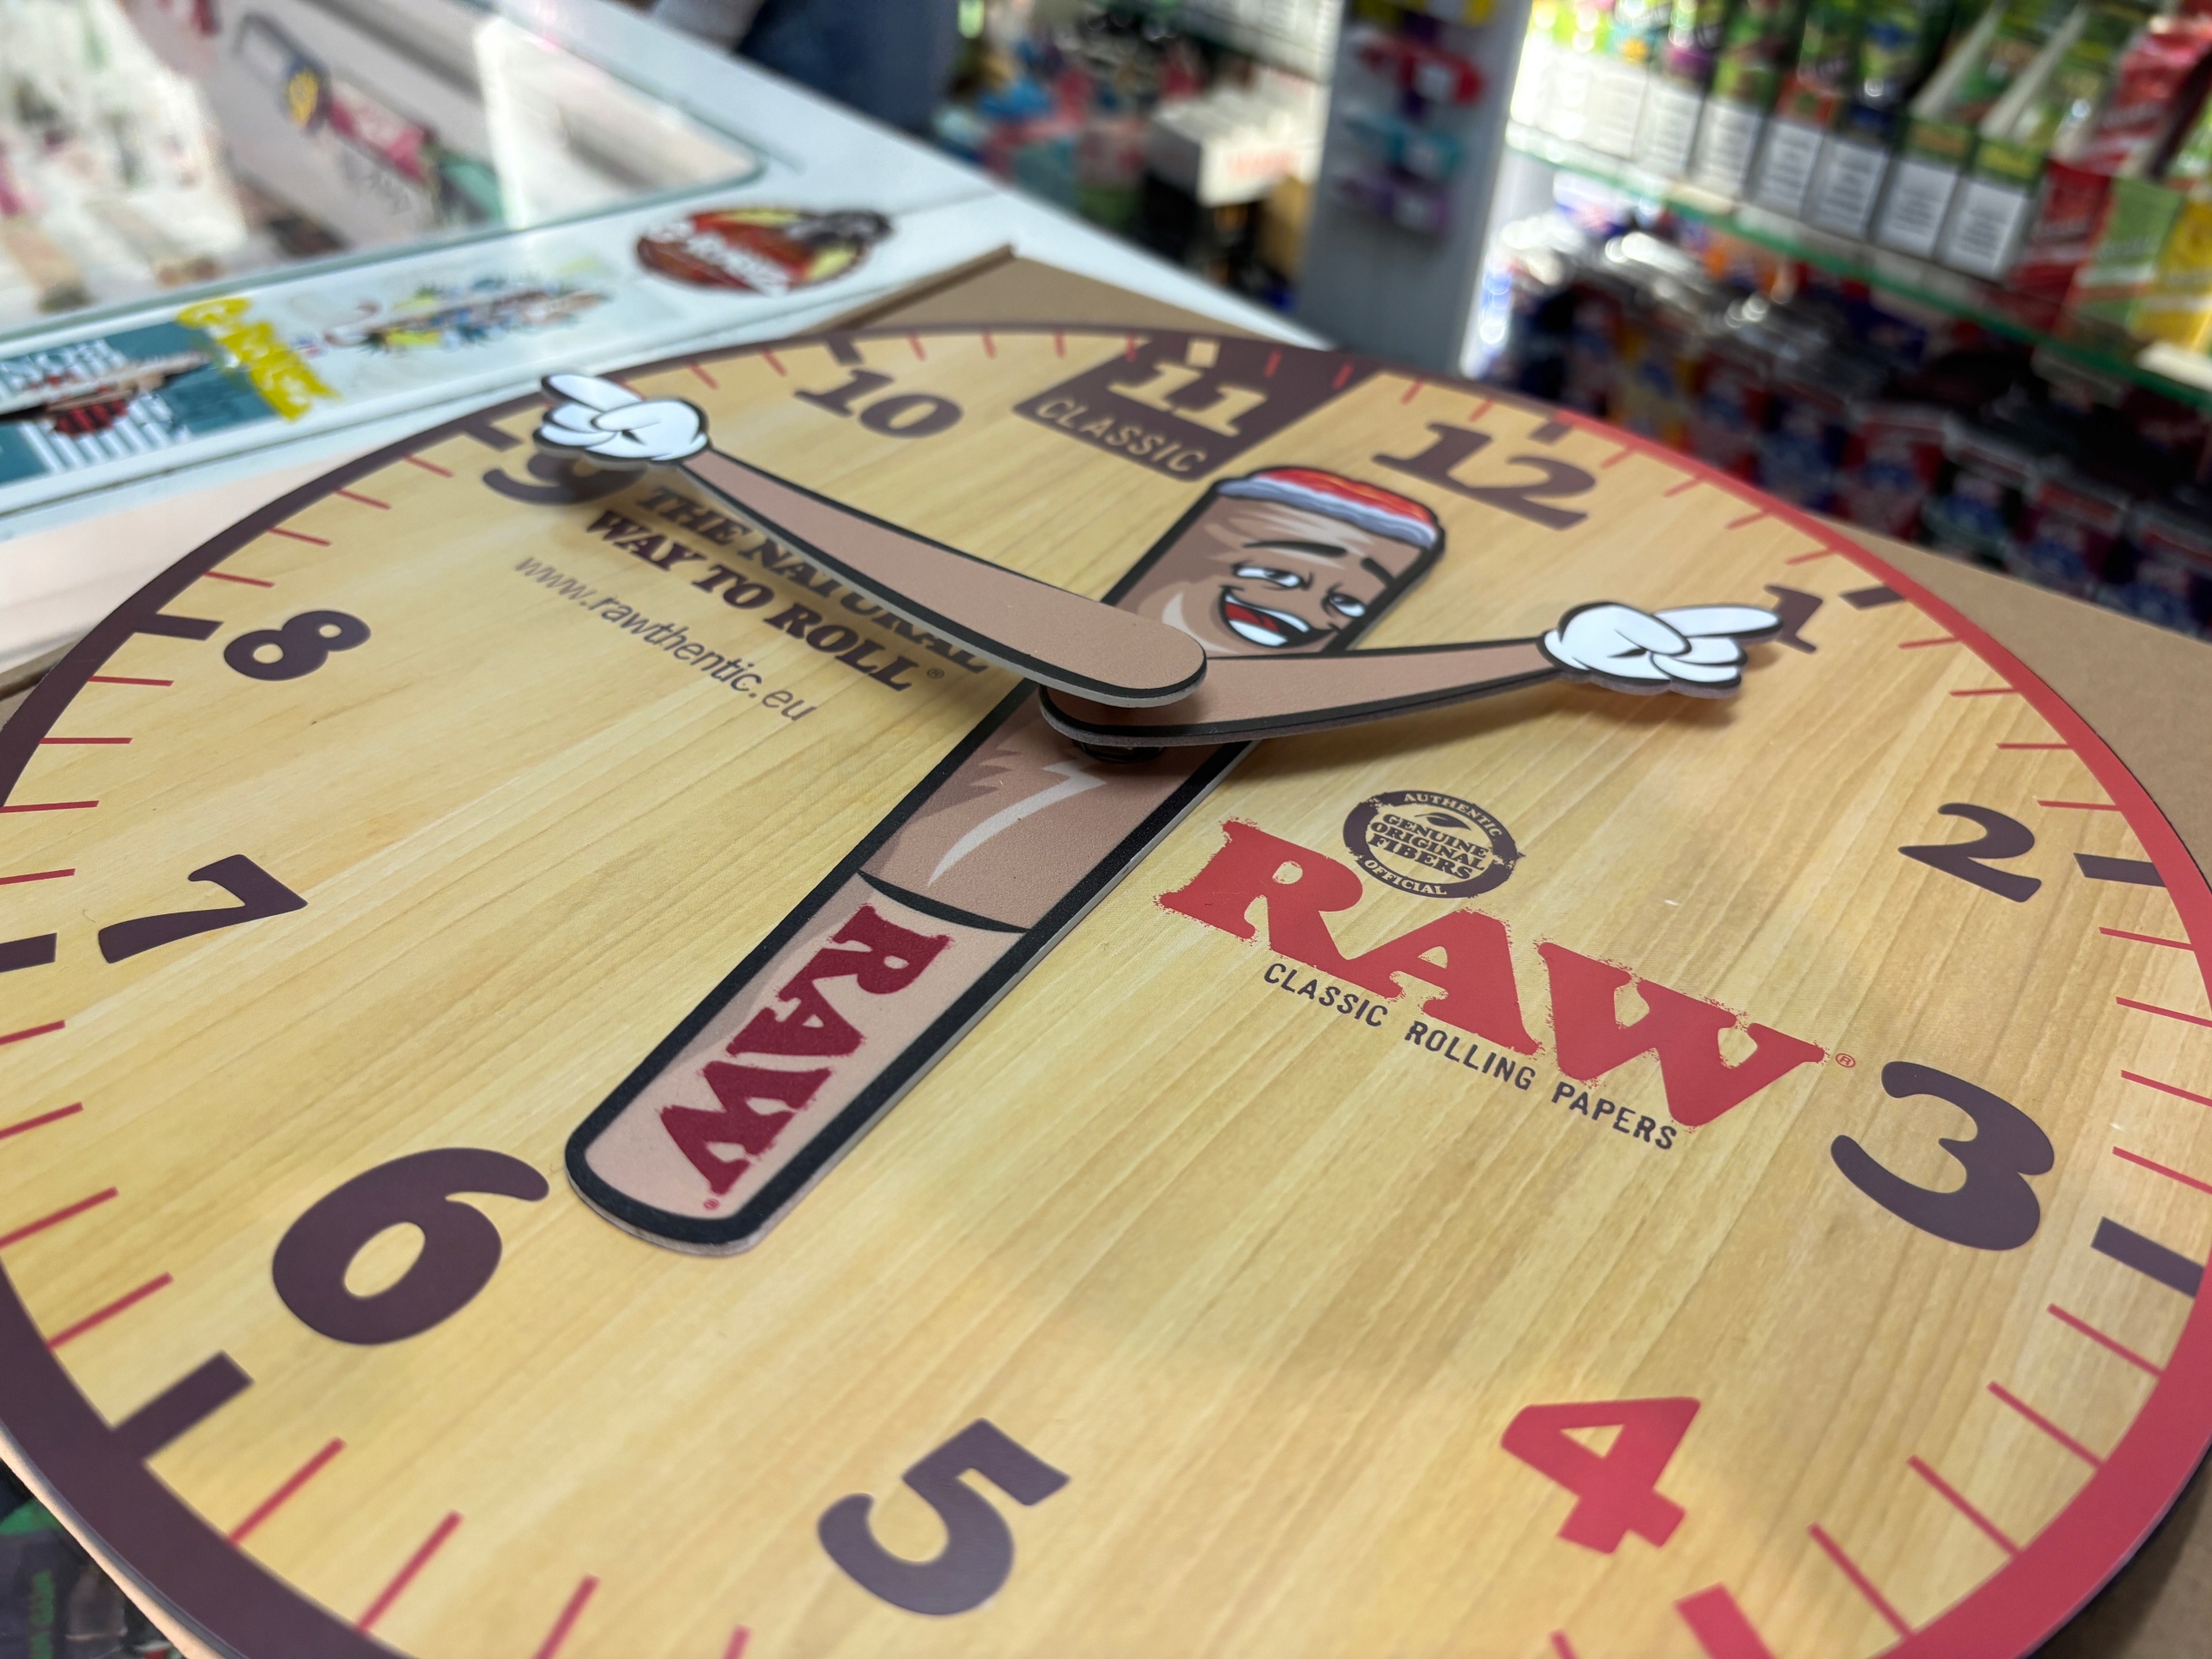 10
11
CLASSIC
12
9
THE NATURAL
WAY TO ROLL®
www.rawthentic.eu
1
8
2
AUTHENTIC
GENUINE
ORIGINAL
FIBERS
OFFICIAL
RAW®
CLASSIC ROLLING PAPERS
7
RAW®
3
6
4
5